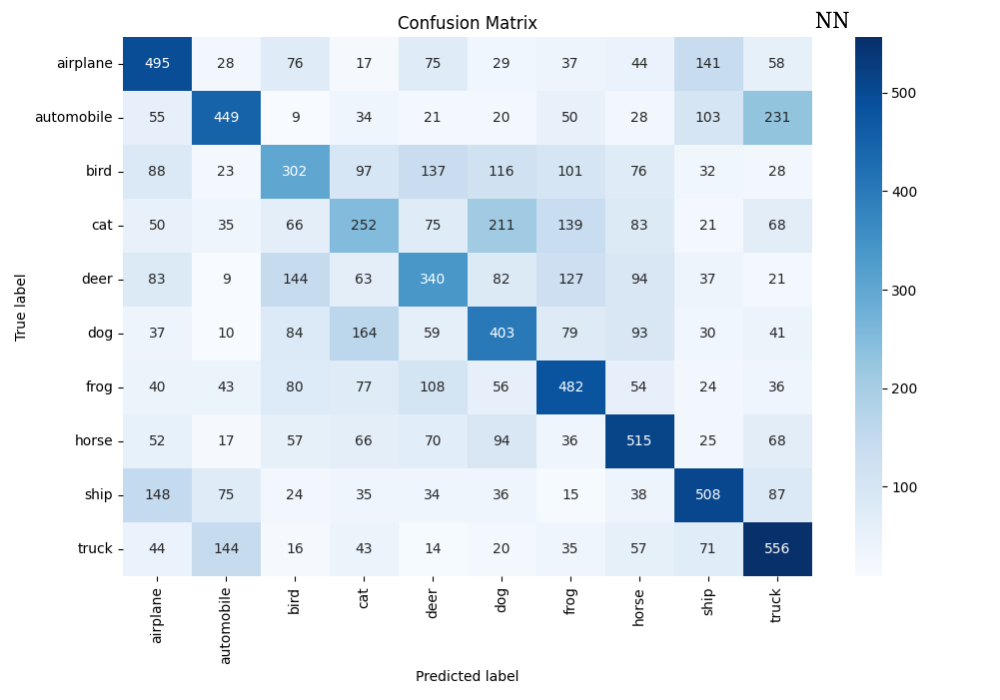 Confusion Matrix NN
airplane 495 28 76 17 75 29 37 44 141 58
automobile 55 449 9 34 21 20 50 28 103 231
bird 88 23 302 97 137 116 101 76 32 28
cat 50 35 66 252 75 211 139 83 21 68
deer 83 9 144 63 340 82 127 94 37 21
dog 37 10 84 164 59 403 79 93 30 41
frog 40 43 80 77 108 56 482 54 24 36
horse 52 17 57 66 70 94 36 515 25 68
ship 148 75 24 35 34 36 15 38 508 87
truck 44 144 16 43 14 20 35 57 71 556
airplane automobile bird cat deer dog frog horse ship truck
Predicted label
True label
500
400
300
200
100